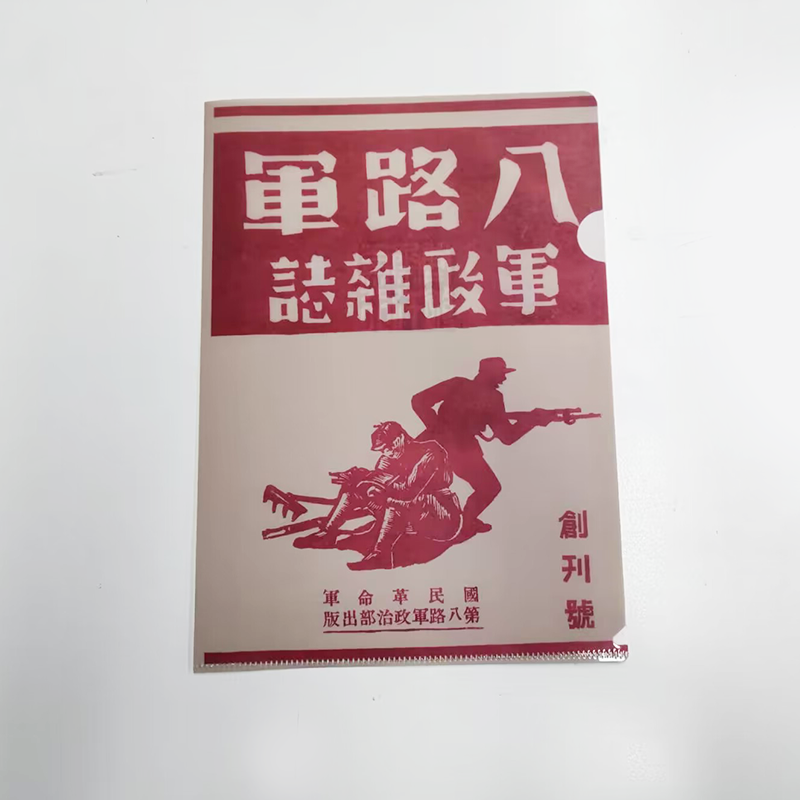 八路軍
軍政雜誌
創刊號
國民革命軍
第八路軍政治部出版